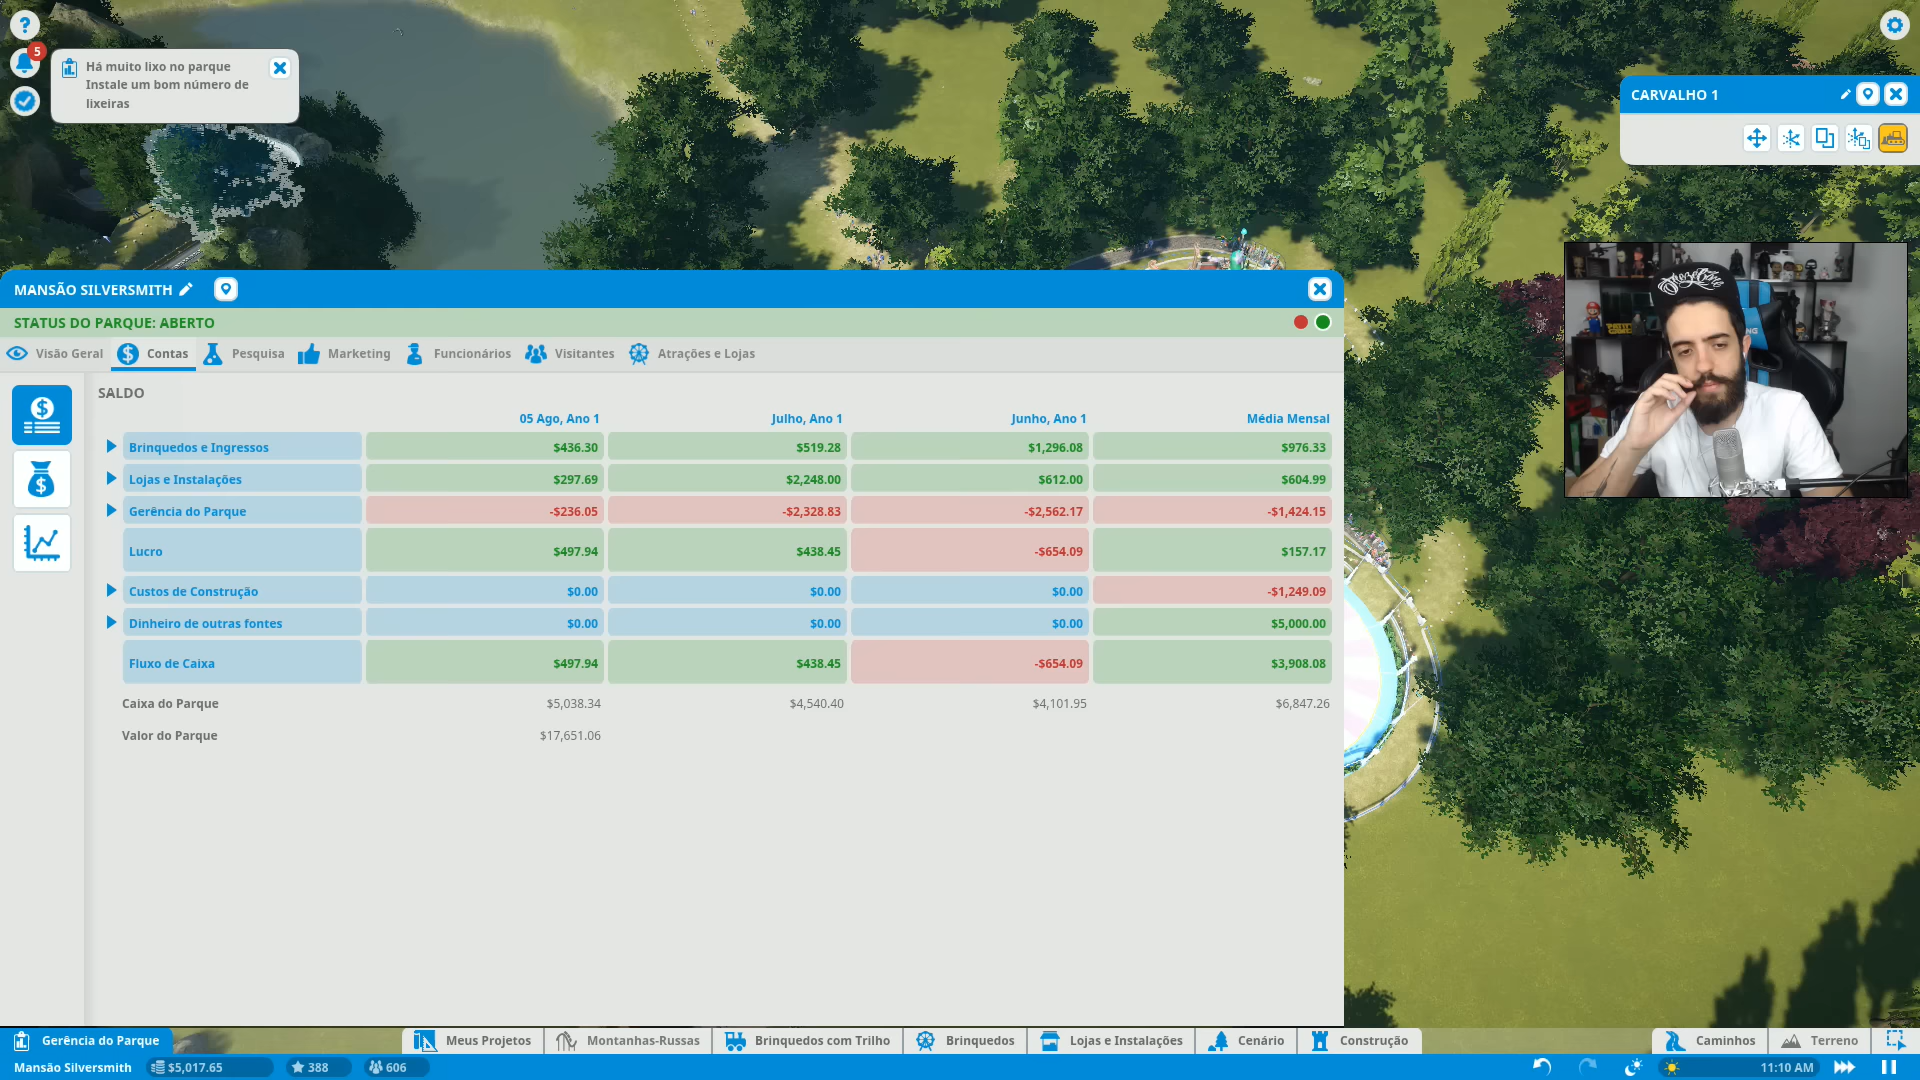 ?
5
Há muito lixo no parque
Instale um bom número de
lixeiras
CARVALHO 1
MANSÃO SILVERSMITH
STATUS DO PARQUE: ABERTO
Visão Geral Contas Pesquisa Marketing Funcionários Visitantes Atrações e Lojas
SALDO
05 Ago, Ano 1 Julho, Ano 1 Junho, Ano 1 Média Mensal
Brinquedos e Ingressos $436.30 $519.28 $1,296.08 $976.33
Lojas e Instalações $297.69 $2,248.00 $612.00 $604.99
Gerência do Parque -$236.05 -$2,328.83 -$2,562.17 -$1,424.15
Lucro $497.94 $438.45 -$654.09 $157.17
Custos de Construção $0.00 $0.00 $0.00 -$1,249.09
Dinheiro de outras fontes $0.00 $0.00 $0.00 $5,000.00
Fluxo de Caixa $497.94 $438.45 -$654.09 $3,908.08
Caixa do Parque $5,038.34 $4,540.40 $4,101.95 $6,847.26
Valor do Parque $17,651.06
Gerência do Parque Meus Projetos Montanhas-Russas Brinquedos com Trilho Brinquedos Lojas e Instalações Cenário Construção Caminhos Terreno
Mansão Silversmith $5,017.65 388 606 11:10 AM